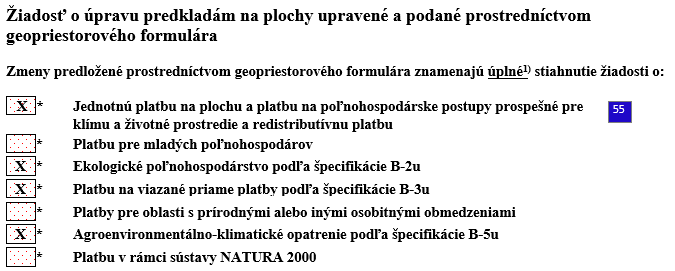 Žiadosť o úpravu predkladám na plochy upravené a podané prostredníctvom
geopriestorového formulára
Zmeny predložené prostredníctvom geopriestorového formulára znamenajú úplné1) stiahnutie žiadosti o:
X * Jednotnú platbu na plochu a platbu na poľnohospodárske postupy prospešné pre 55
klímu a životné prostredie a redistributívnu platbu
* Platbu pre mladých poľnohospodárov
X * Ekologické poľnohospodárstvo podľa špecifikácie B-2u
X * Platbu na viazané priame platby podľa špecifikácie B-3u
* Platby pre oblasti s prírodnými alebo inými osobitnými obmedzeniami
X * Agroenvironmentálno-klimatické opatrenie podľa špecifikácie B-5u
* Platbu v rámci sústavy NATURA 2000